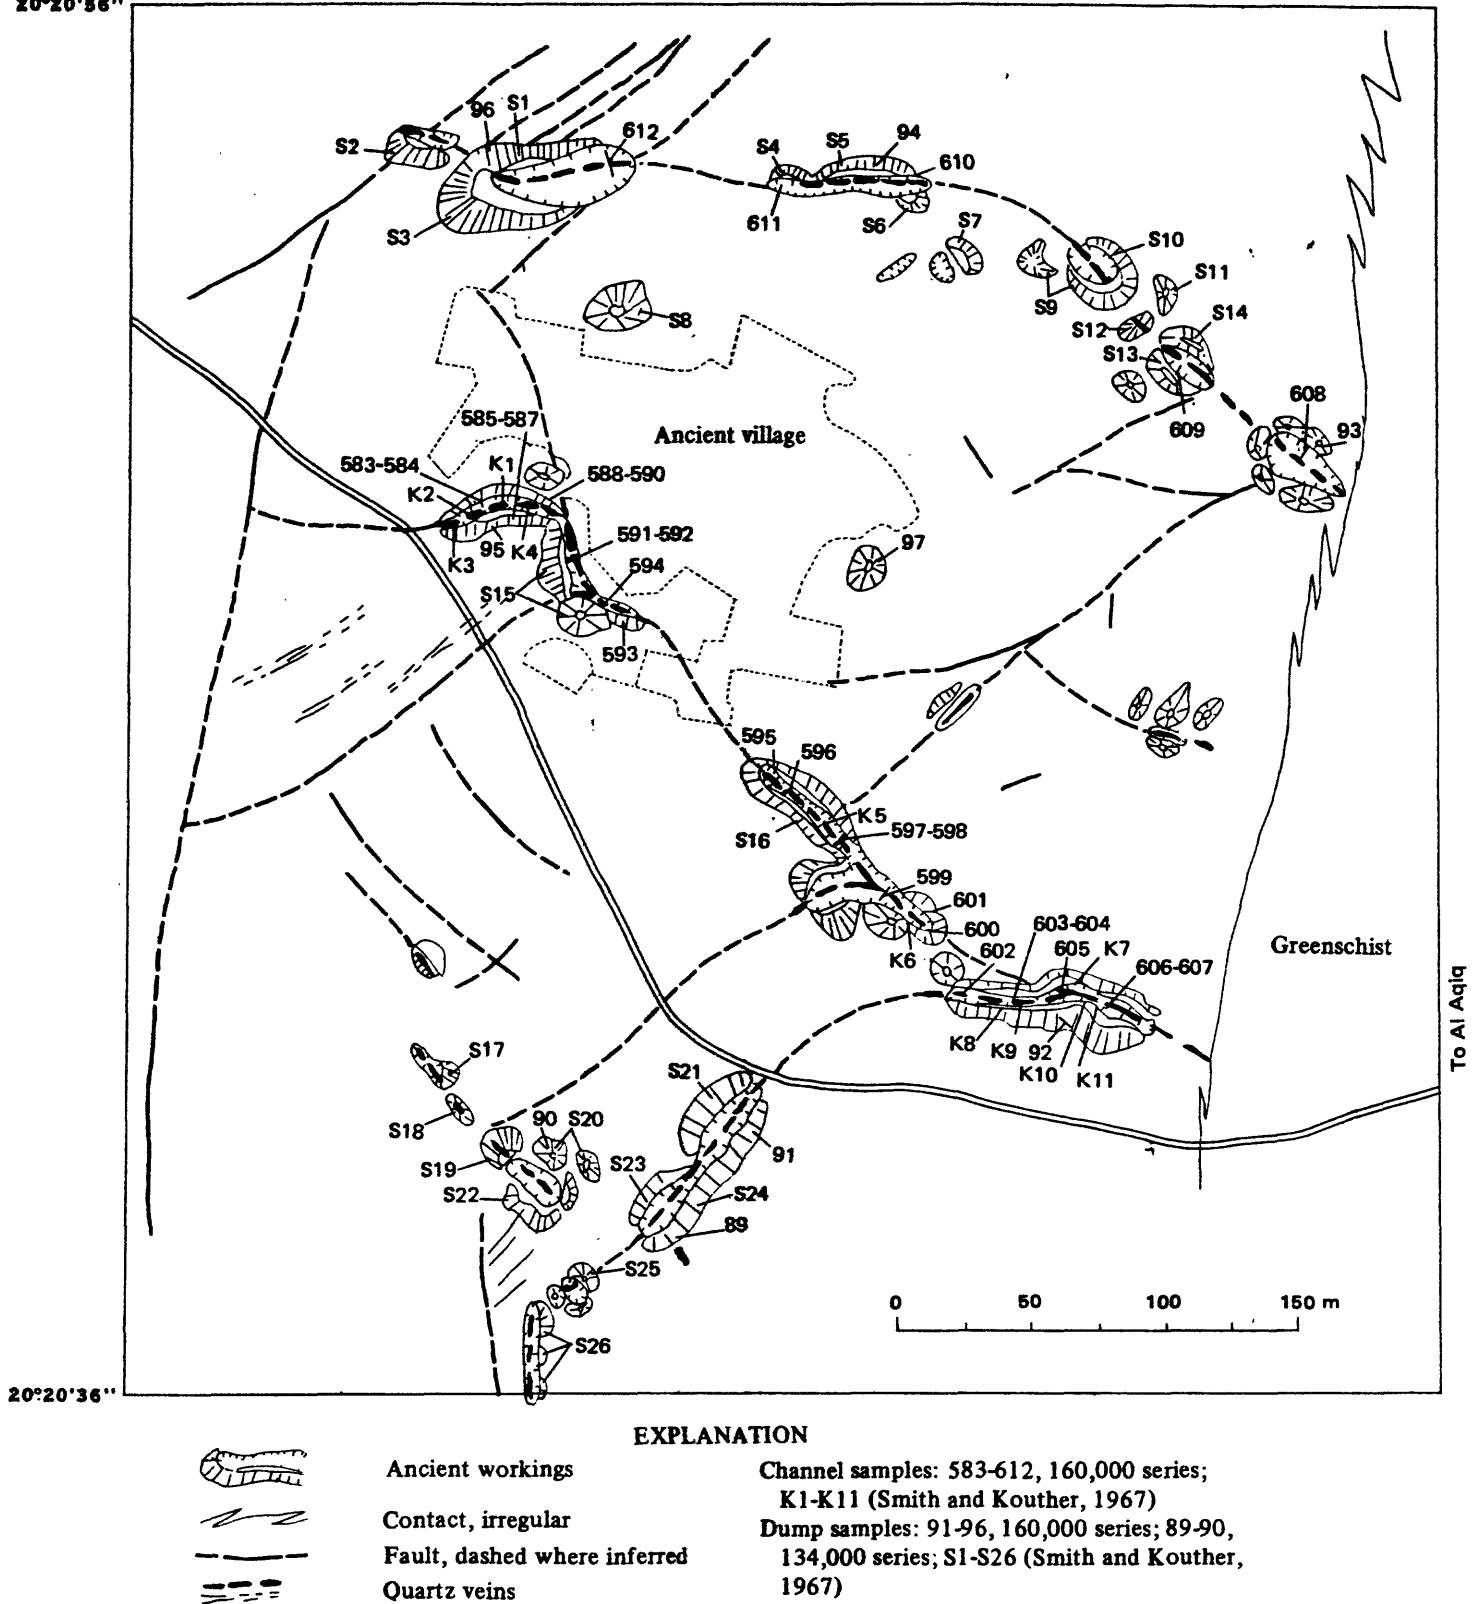 20°20'56"
96
S1
612
S2
S3
S4
S5
94
610
611
S6
S7
S10
S9
S11
S12
S14
S13
S8
609
608
93
Ancient village
585-587
583-584
K1
K2
588-590
K3
95
K4
591-592
594
S15
593
97
595
596
K5
S16
597-598
599
601
600
K6
602
603-604
605
K7
606-607
K8
K9
92
K10
K11
Greenschist
To Al Aqiq
S17
S18
S21
90
S20
S19
S22
S23
91
S24
89
S25
S26
0 50 100 150 m
20°20'36"
EXPLANATION
Ancient workings
Contact, irregular
Fault, dashed where inferred
Quartz veins
Channel samples: 583-612, 160,000 series;
K1-K11 (Smith and Kouther, 1967)
Dump samples: 91-96, 160,000 series; 89-90,
134,000 series; S1-S26 (Smith and Kouther,
1967)